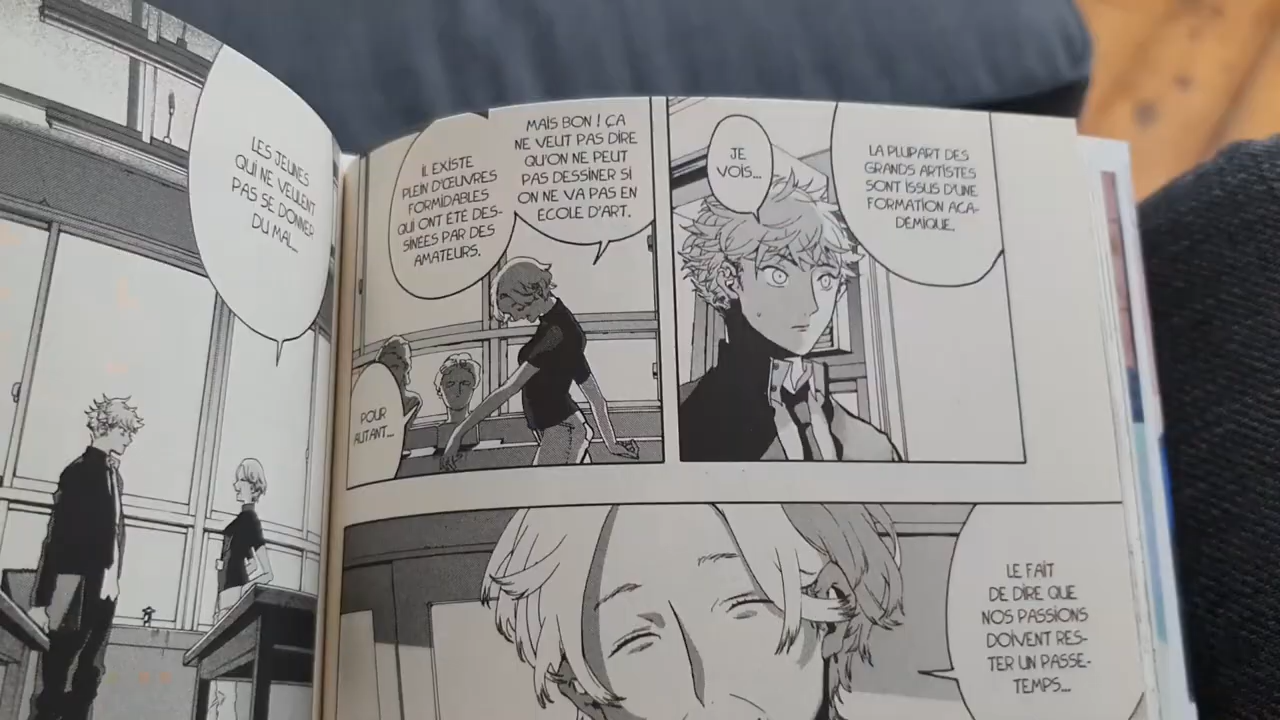 LA PLUPART DES
GRANDS ARTISTES
SONT ISSUS D'UNE
FORMATION ACA-
DÉMIQUE.
JE
VOIS...
MAIS BON ! ÇA
NE VEUT PAS DIRE
QU'ON NE PEUT
PAS DESSINER SI
ON NE VA PAS EN
ÉCOLE D'ART.
IL EXISTE
PLEIN D'ŒUVRES
FORMIDABLES
QUI ONT ÉTÉ DES-
SINÉES PAR DES
AMATEURS.
POUR
AUTANT...
LE FAIT
DE DIRE QUE
NOS PASSIONS
DOIVENT RES-
TER UN PASSE-
TEMPS...
LES JEUNES
QUI NE VEULENT
PAS SE DONNER
DU MAL...